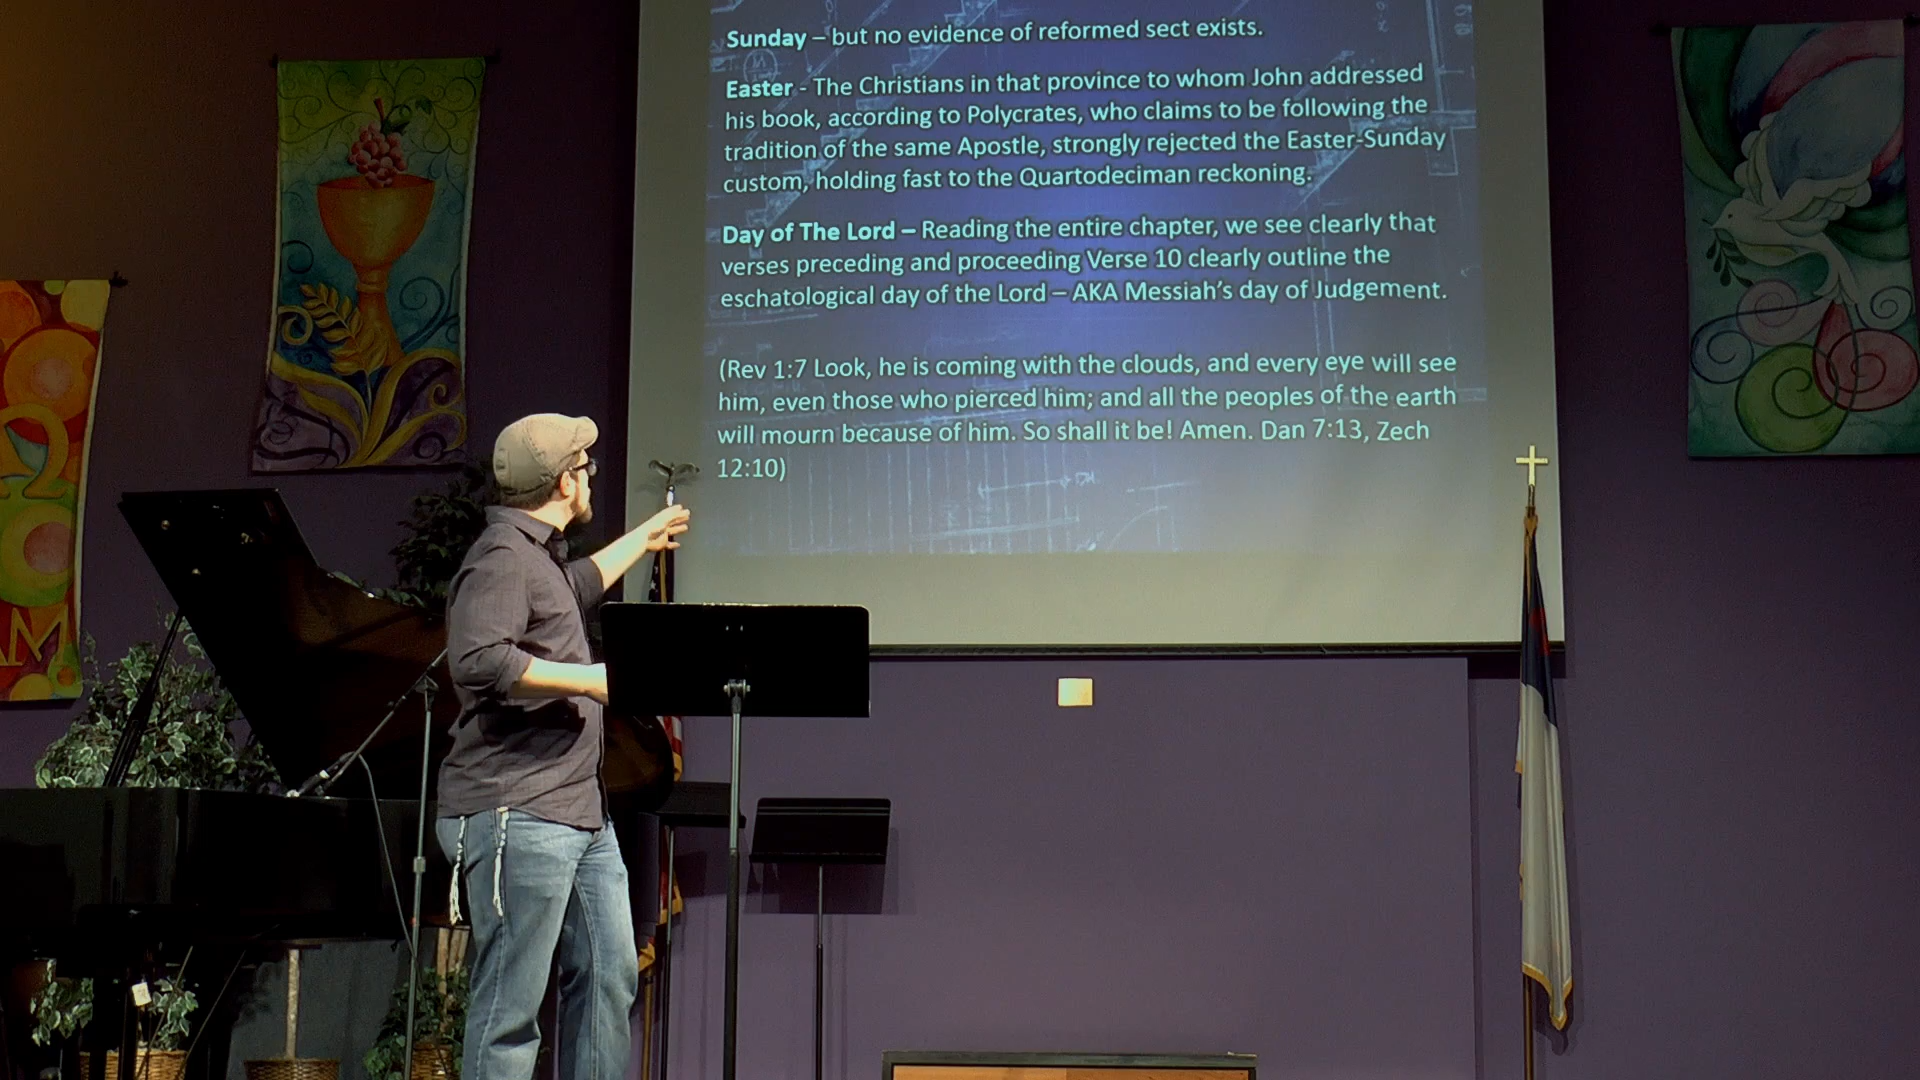 Sunday – but no evidence of reformed sect exists.
Easter - The Christians in that province to whom John addressed
his book, according to Polycrates, who claims to be following the
tradition of the same Apostle, strongly rejected the Easter-Sunday
custom, holding fast to the Quartodeciman reckoning.
Day of The Lord – Reading the entire chapter, we see clearly that
verses preceding and proceeding Verse 10 clearly outline the
eschatological day of the Lord – AKA Messiah's day of Judgement.
(Rev 1:7 Look, he is coming with the clouds, and every eye will see
him, even those who pierced him; and all the peoples of the earth
will mourn because of him. So shall it be! Amen. Dan 7:13, Zech
12:10)
Ω
AM